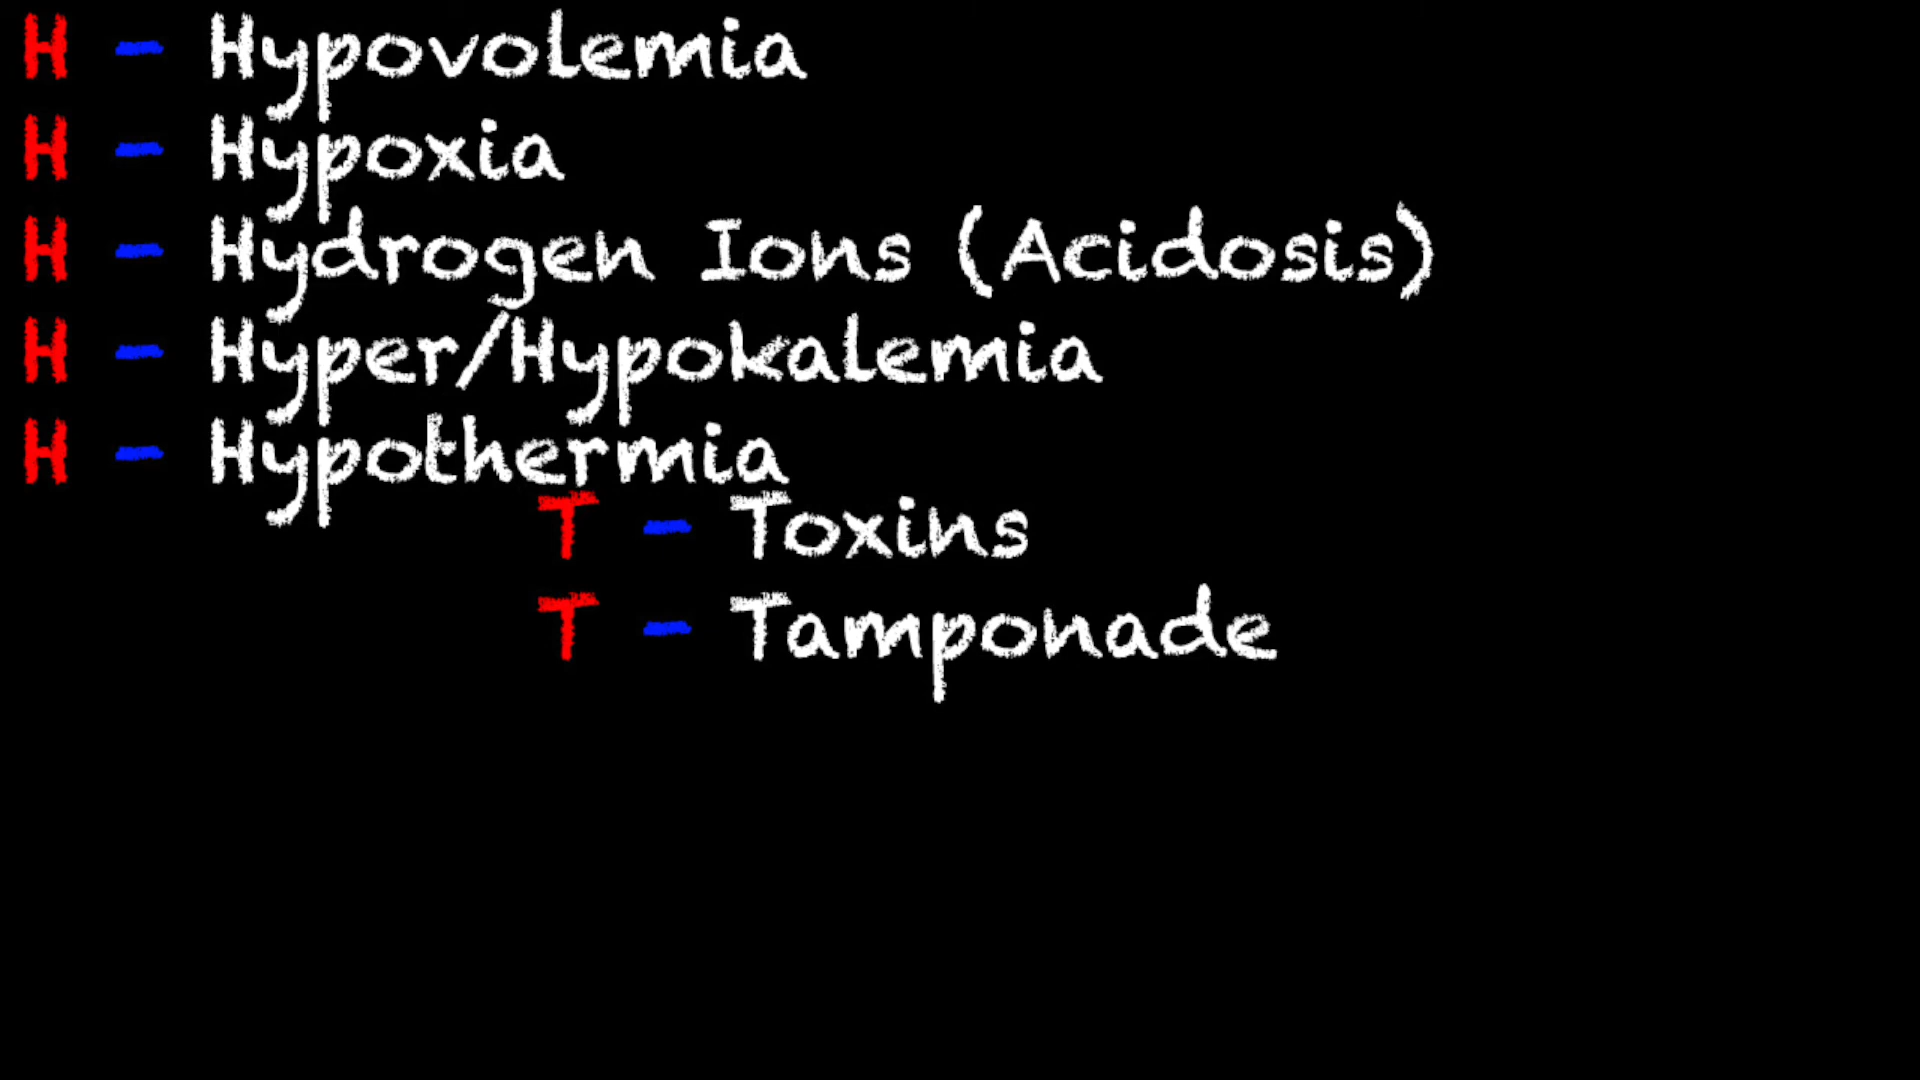 H - Hypovolemia
H - Hypoxia
H - Hydrogen Ions (Acidosis)
H - Hyper/Hypokalemia
H - Hypothermia
T - Toxins
T - Tamponade